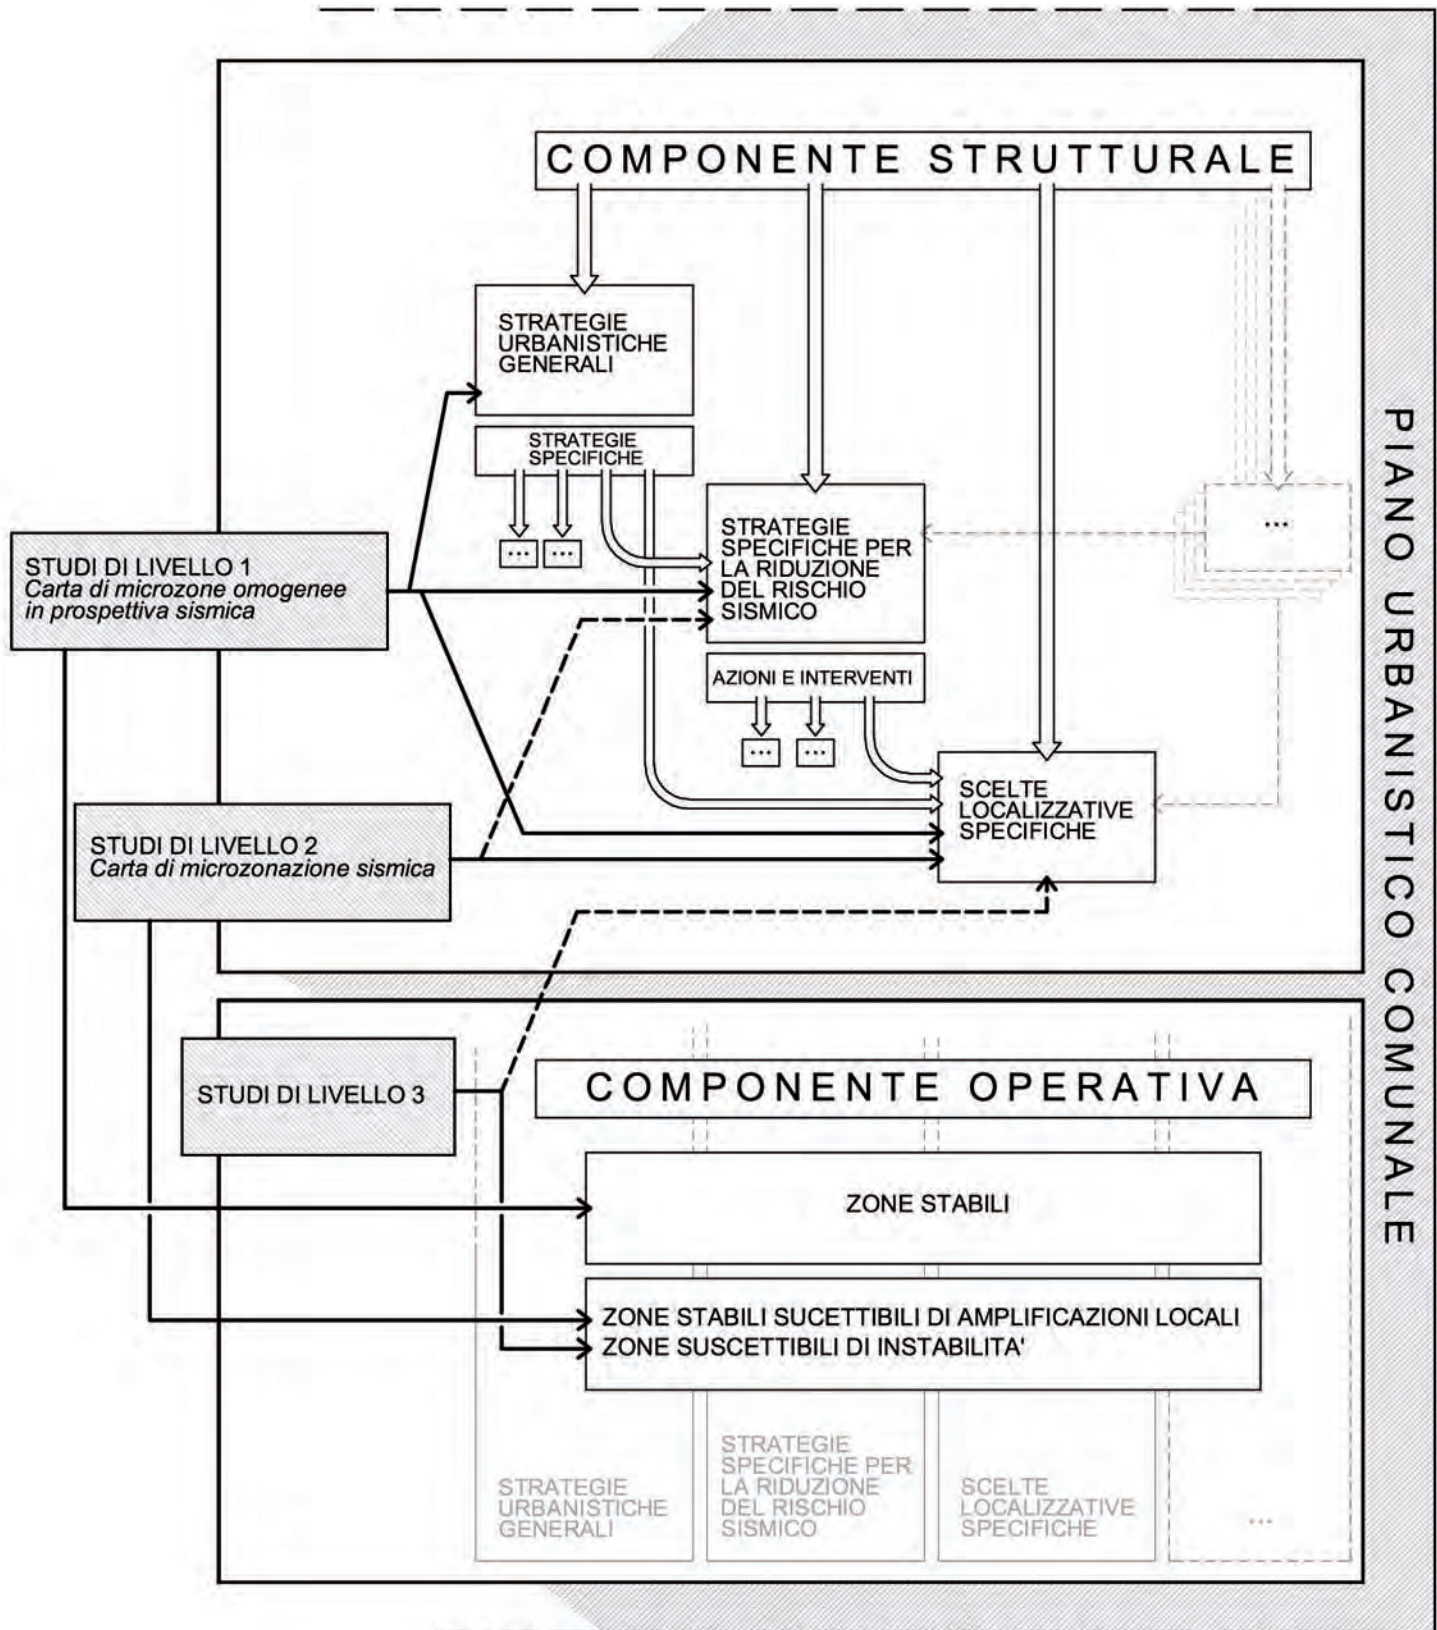 COMPONENTE STRUTTURALE
STRATEGIE
URBANISTICHE
GENERALI
STRATEGIE
SPECIFICHE
...
...
STRATEGIE
SPECIFICHE PER
LA RIDUZIONE
DEL RISCHIO
SISMICO
...
STUDI DI LIVELLO 1
Carta di microzone omogenee
in prospettiva sismica
AZIONI E INTERVENTI
...
...
SCELTE
LOCALIZZATIVE
SPECIFICHE
STUDI DI LIVELLO 2
Carta di microzonazione sismica
PIANO URBANISTICO COMUNALE
STUDI DI LIVELLO 3
COMPONENTE OPERATIVA
ZONE STABILI
ZONE STABILI SUCETTIBILI DI AMPLIFICAZIONI LOCALI
ZONE SUSCETTIBILI DI INSTABILITA'
STRATEGIE
URBANISTICHE
GENERALI
STRATEGIE
SPECIFICHE PER
LA RIDUZIONE
DEL RISCHIO
SISMICO
SCELTE
LOCALIZZATIVE
SPECIFICHE
...